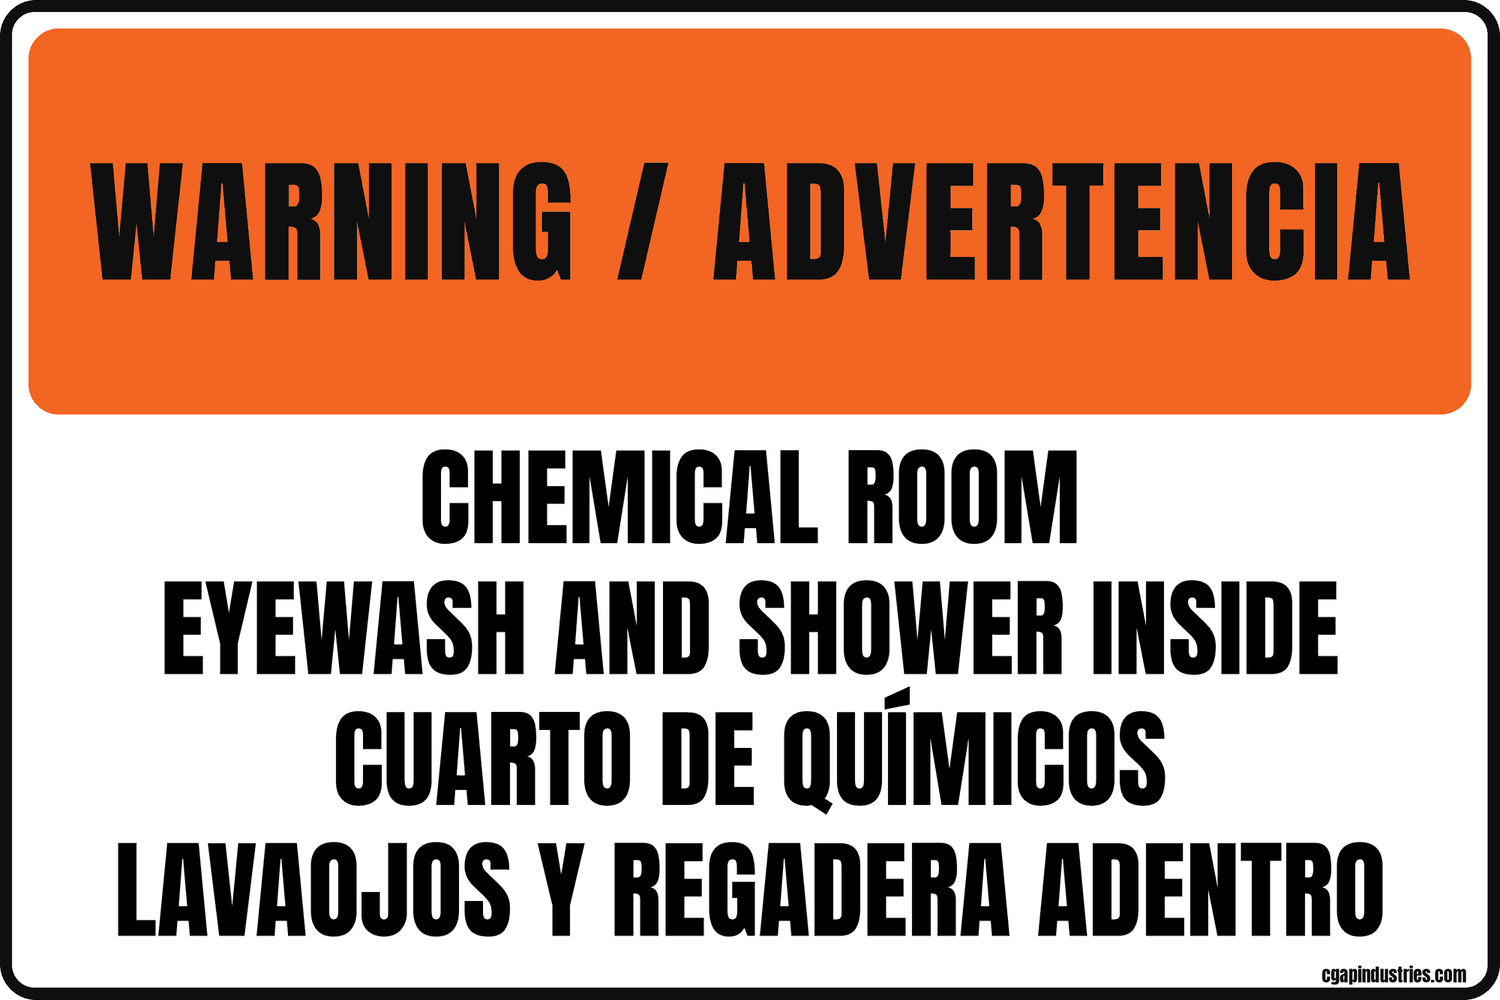 WARNING / ADVERTENCIA
CHEMICAL ROOM
EYEWASH AND SHOWER INSIDE
CUARTO DE QUÍMICOS
LAVAOJOS Y REGADERA ADENTRO
cgapindustries.com